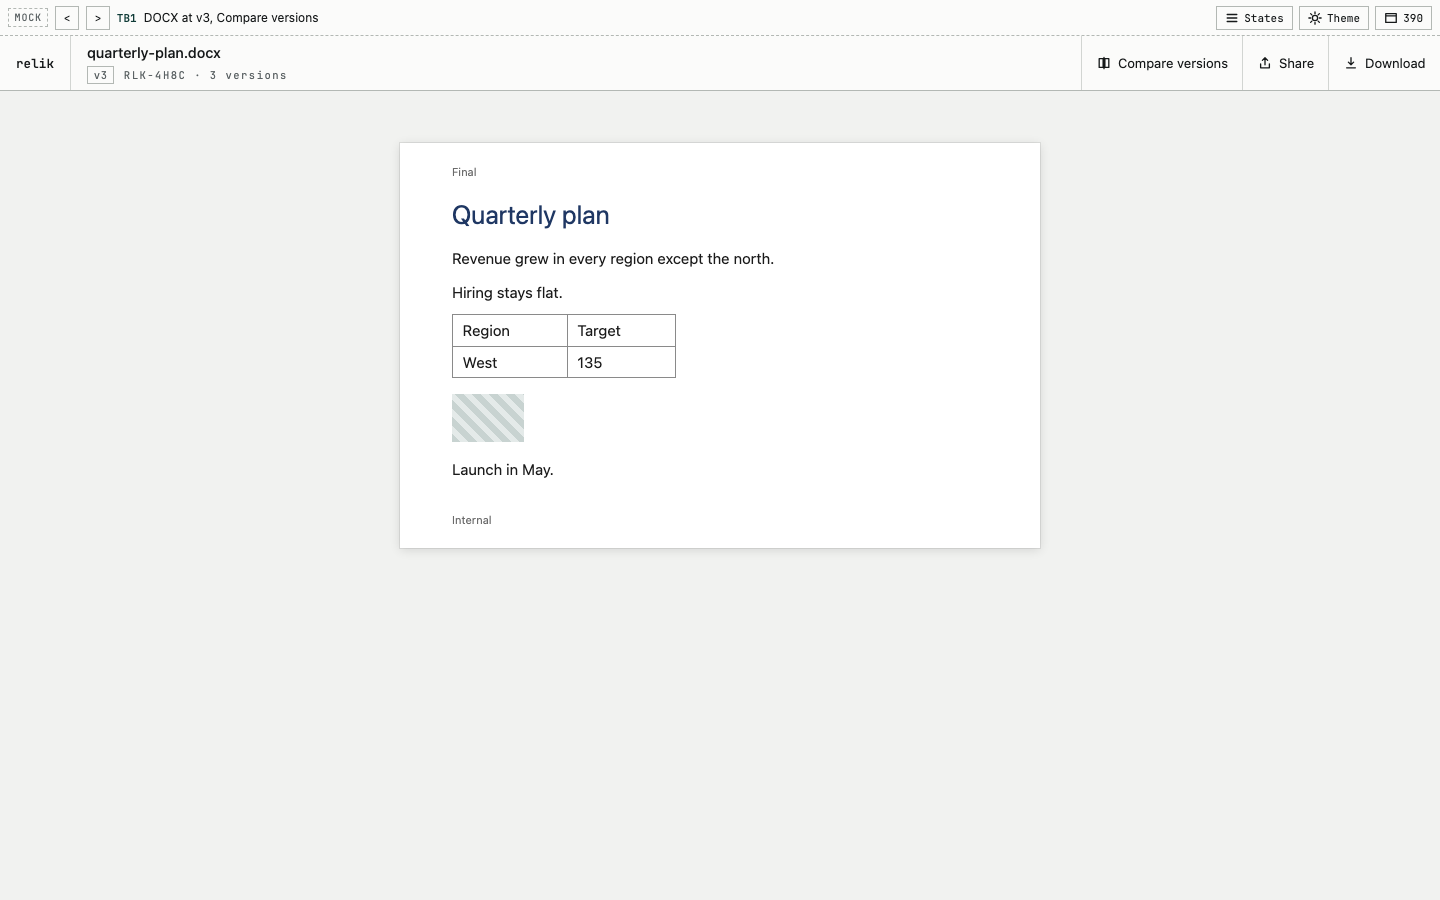 MOCK < > TB1 DOCX at v3, Compare versions States Theme 390
relik quarterly-plan.docx
v3 RLK-4H8C · 3 versions
Compare versions Share Download
Final
Quarterly plan
Revenue grew in every region except the north.
Hiring stays flat.
Region Target
West 135
Launch in May.
Internal